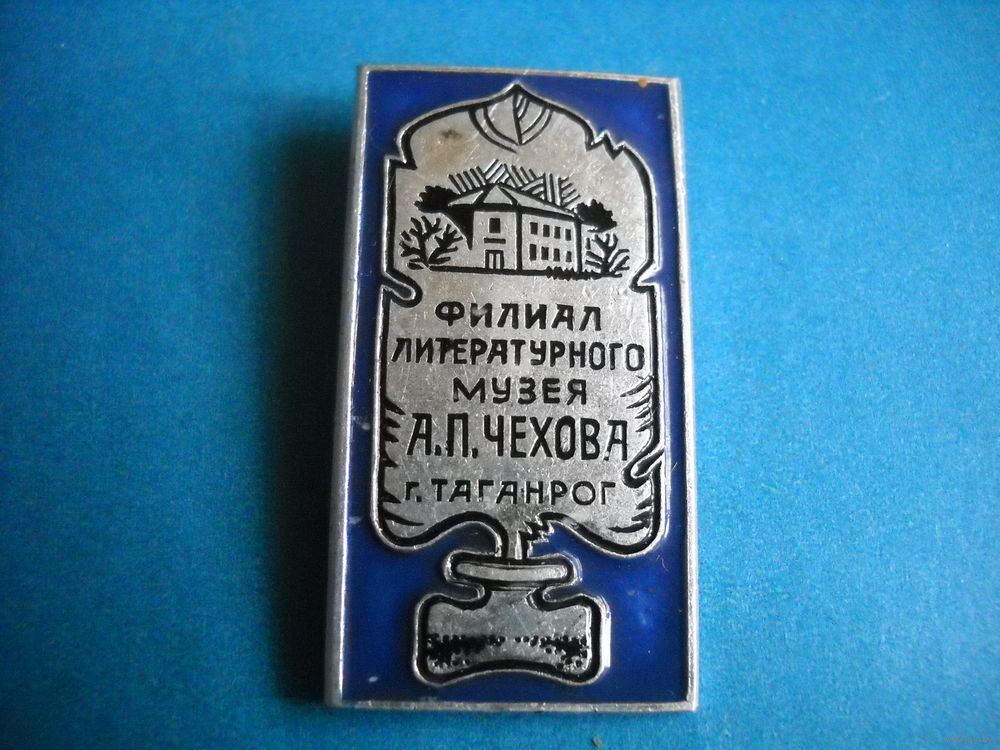 ФИЛИАЛ
ЛИТЕРАТУРНОГО
МУЗЕЯ
А.П. ЧЕХОВА
г. ТАГАНРОГ